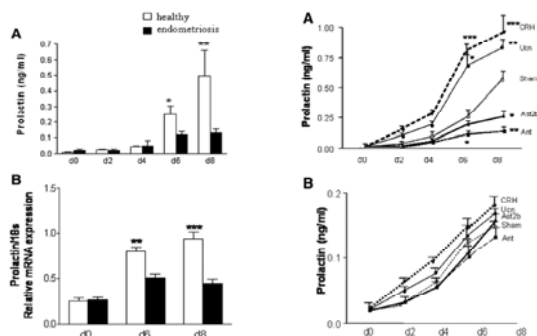 A
healthy
endometriosis
Prolactin (ng/ml)
0.7
0.6
0.5
0.4
0.3
0.2
0.1
0.0
*
**
d0 d2 d4 d6 d8
B
Prolactin/18s
Relative mRNA expression
1.5
1.0
0.5
0.0
**
***
d0 d6 d8
A
Prolactin (ng/ml)
1.00
0.75
0.50
0.25
0.00
***
***
CRH
*
**
Ucn
Sham
Ast2b
*
Ant
**
*
d0 d2 d4 d6 d8
B
Prolactin (ng/ml)
0.2
0.1
0.0
CRH
Ucn
Ast2b
Sham
Ant
d0 d2 d4 d6 d8